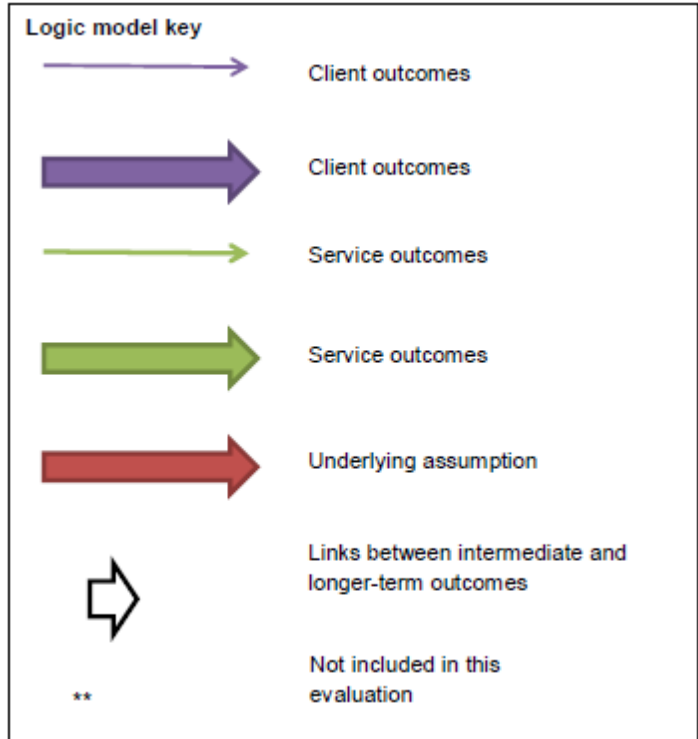 Logic model key
Client outcomes
Client outcomes
Service outcomes
Service outcomes
Underlying assumption
Links between intermediate and
longer-term outcomes
Not included in this
evaluation
**